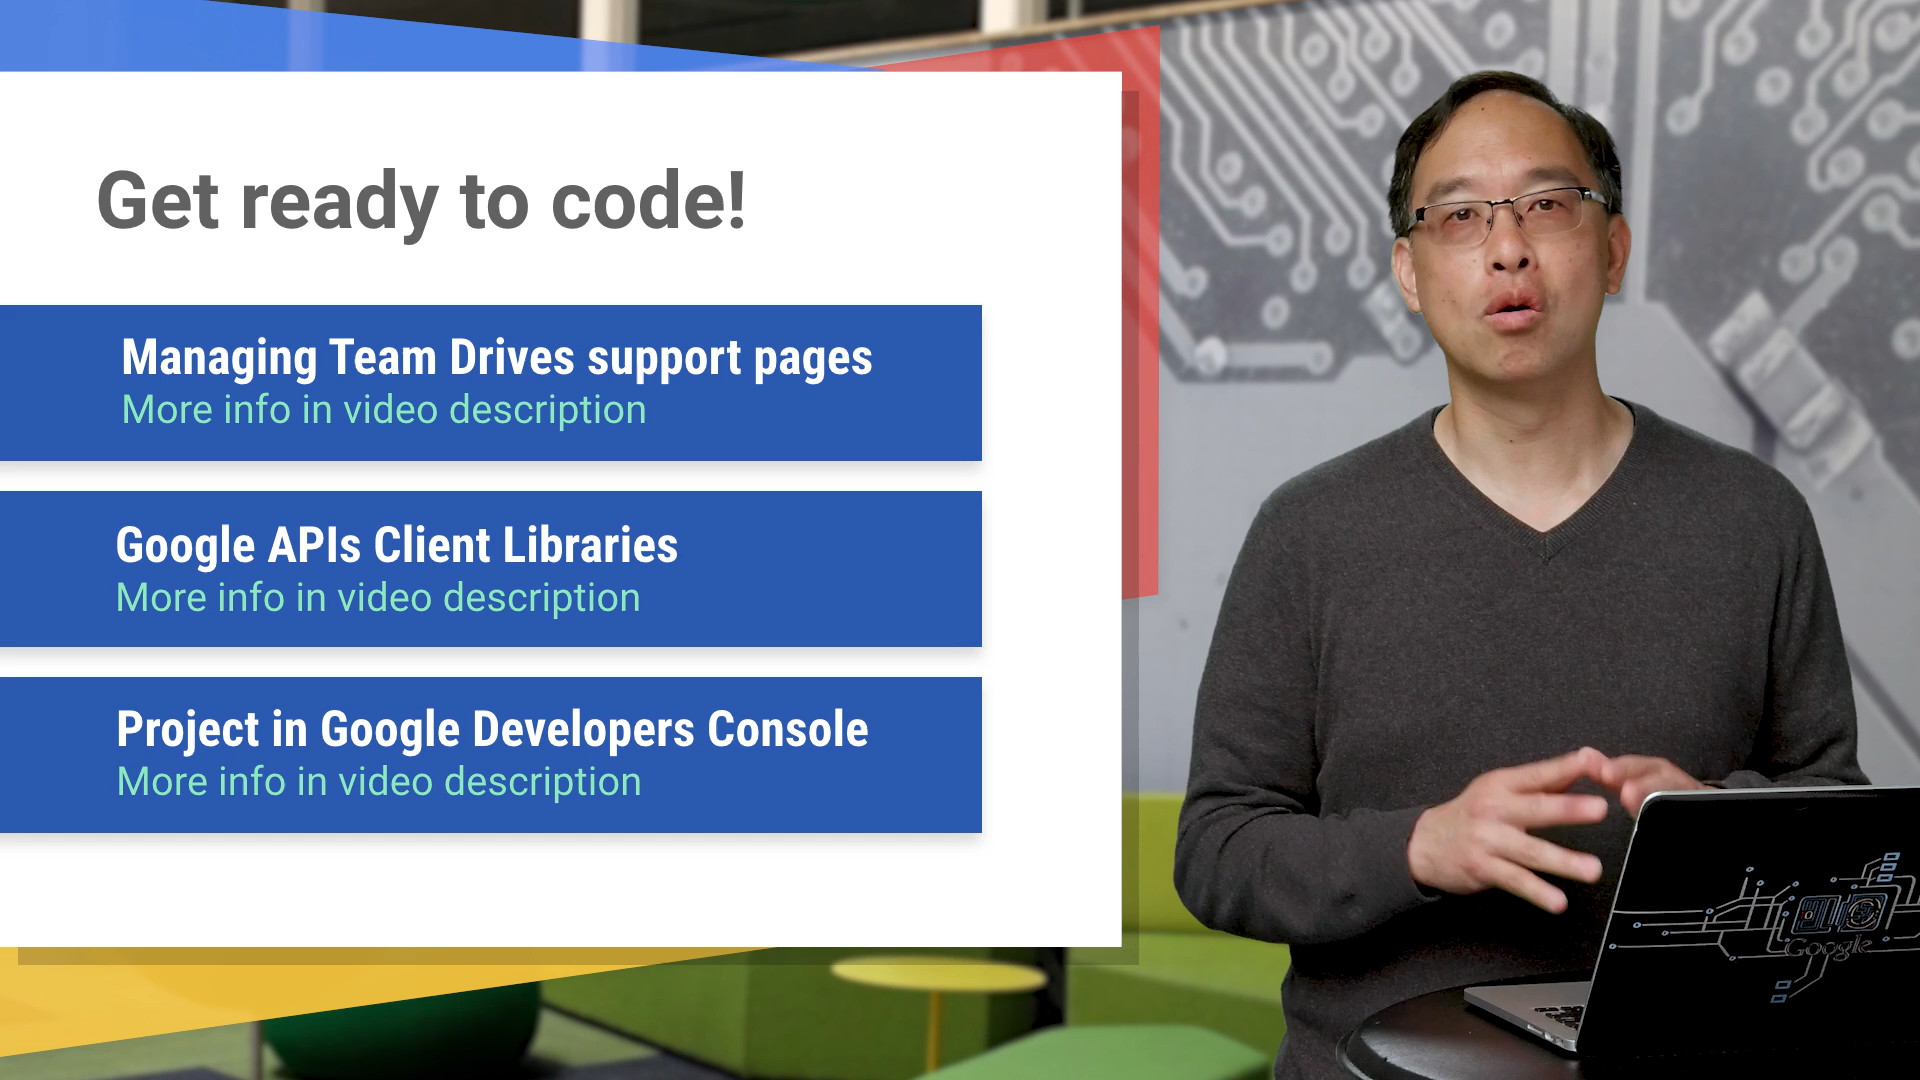 Get ready to code!
Managing Team Drives support pages
More info in video description
Google APIs Client Libraries
More info in video description
Project in Google Developers Console
More info in video description
Google